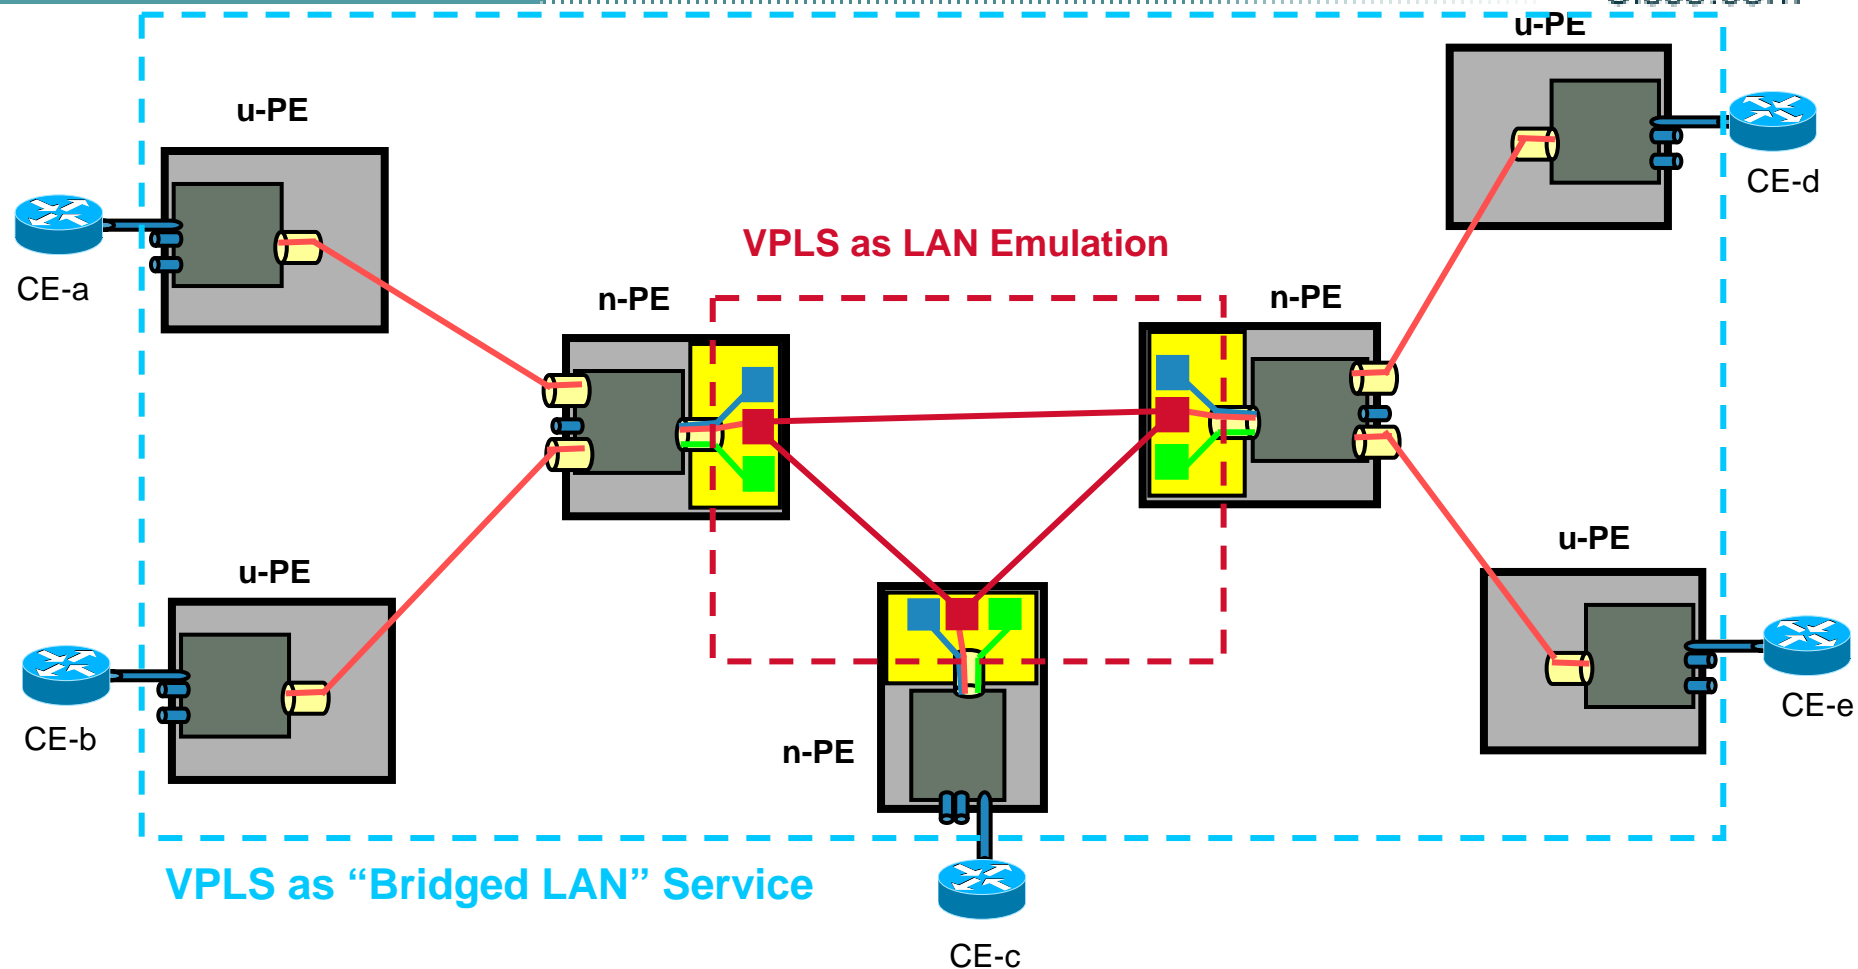 u-PE
u-PE
CE-d
CE-a
VPLS as LAN Emulation
n-PE
n-PE
u-PE
u-PE
CE-e
CE-b
n-PE
VPLS as “Bridged LAN” Service
CE-c